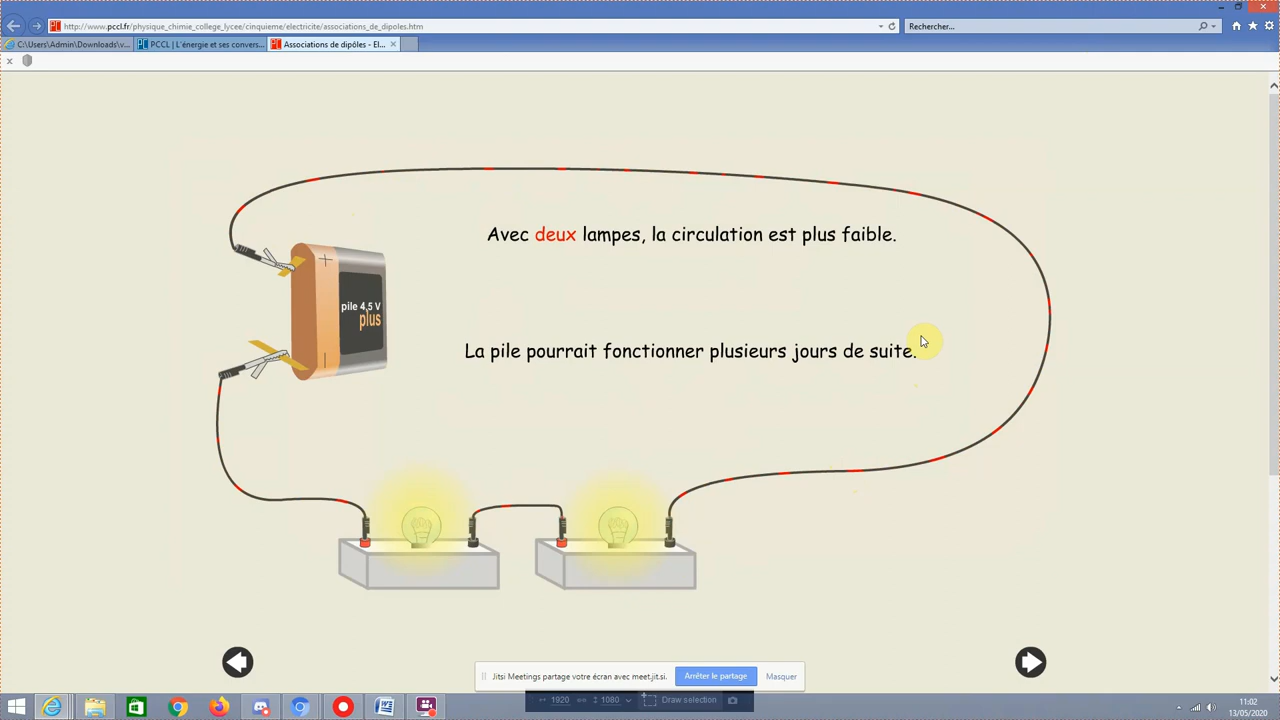 http://www.pccl.fr/physique_chimie_college_lycee/cinquieme/electricite/associations_de_dipoles.htm
Rechercher...
C:\Users\Admin\Downloads\v...
PCCL | L'énergie et ses convers...
Associations de dipôles - El...
Avec deux lampes, la circulation est plus faible.
+
pile 4,5 V
plus
La pile pourrait fonctionner plusieurs jours de suite.
Jitsi Meetings partage votre écran avec meet.jit.si.
Arrêter le partage
Masquer
1920
1080
Draw selection
11:02
13/05/2020